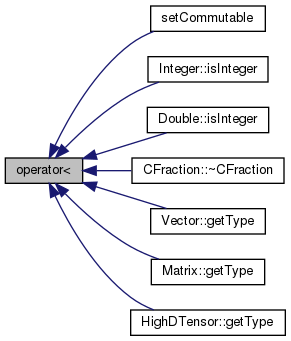 setCommutable
Integer::isInteger
Double::isInteger
operator<
CFraction::~CFraction
Vector::getType
Matrix::getType
HighDTensor::getType